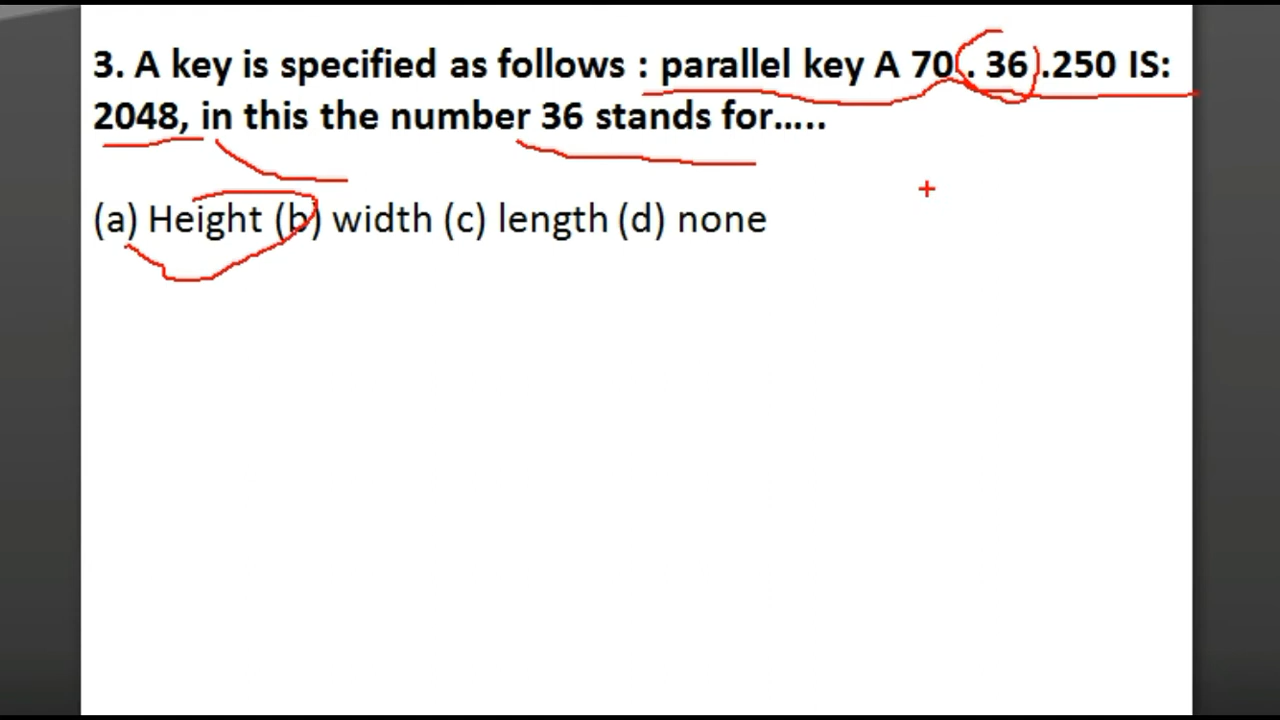 3. A key is specified as follows : parallel key A 70 . 36 .250 IS:
2048, in this the number 36 stands for.....
(a) Height (b) width (c) length (d) none